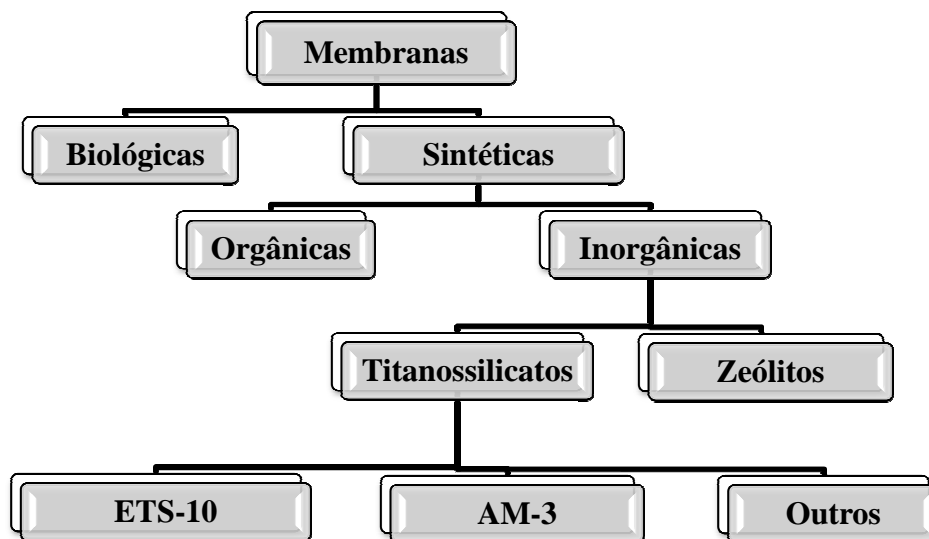 Membranas
Biológicas
Sintéticas
Orgânicas
Inorgânicas
Titanossilicatos
Zeólitos
ETS-10
AM-3
Outros